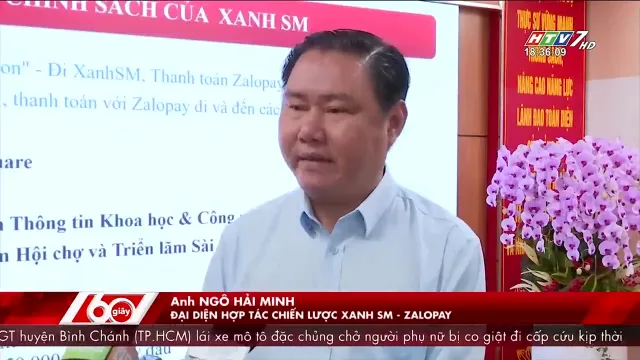 CHÍNH SÁCH CỦA XANH SM
on" - Đi XanhSM, Thanh toán Zalopay
, thanh toán với Zalopay đi và đến các
uare
Thông tin Khoa học & Công
m Hội chợ và Triển lãm Sài
HTV7 HD
18:36:09
THỰC SỰ VỮNG MẠNH
NÂNG CAO NĂNG LỰC
LÃNH ĐẠO TOÀN DIỆN
60 giây
Anh NGÔ HẢI MINH
ĐẠI DIỆN HỢP TÁC CHIẾN LƯỢC XANH SM - ZALOPAY
GT huyện Bình Chánh (TP.HCM) lái xe mô tô đặc chủng chở người phụ nữ bị co giật đi cấp cứu kịp thời